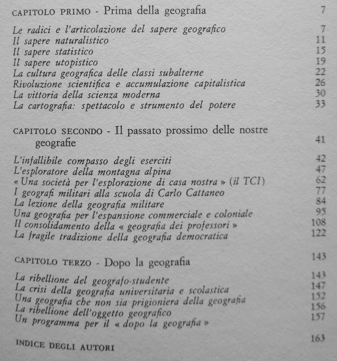 CAPITOLO PRIMO - Prima della geografia 7
Le radici e l'articolazione del sapere geografico 7
Il sapere naturalistico 11
Il sapere statistico 15
Il sapere utopistico 19
La cultura geografica delle classi subalterne 22
Rivoluzione scientifica e accumulazione capitalistica 26
La vittoria della scienza moderna 30
La cartografia: spettacolo e strumento del potere 33
CAPITOLO SECONDO - Il passato prossimo delle nostre
geografie 41
L'infallibile compasso degli eserciti 42
L'esploratore della montagna alpina 47
« Una società per l'esplorazione di casa nostra » (il TCI) 62
I geografi militari alla scuola di Carlo Cattaneo 77
La lezione della geografia militare 84
Una geografia per l'espansione commerciale e coloniale 95
Il consolidamento della « geografia dei professori » 108
La fragile tradizione della geografia democratica 122
CAPITOLO TERZO - Dopo la geografia 143
La ribellione del geografo-studente 143
La crisi della geografia universitaria e scolastica 147
Una geografia che non sia prigioniera della geografia 152
La ribellione dell'oggetto geografico 156
Un programma per il « dopo la geografia » 157
INDICE DEGLI AUTORI 163